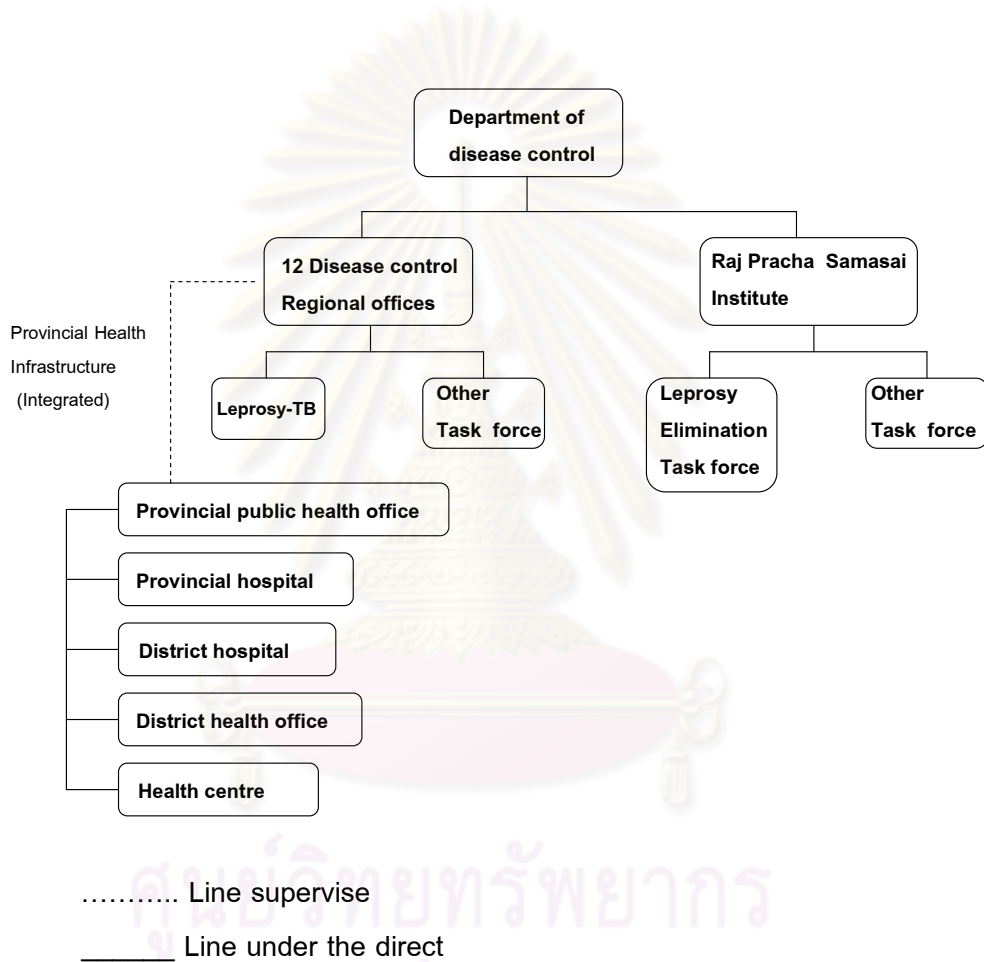 Department of
disease control
12 Disease control
Regional offices
Raj Pracha Samasai
Institute
Provincial Health
Infrastructure
(Integrated)
Leprosy-TB
Other
Task force
Leprosy
Elimination
Task force
Other
Task force
Provincial public health office
Provincial hospital
District hospital
District health office
Health centre
ศูนย์วิทยทรัพยากร
……….. Line supervise
______ Line under the direct